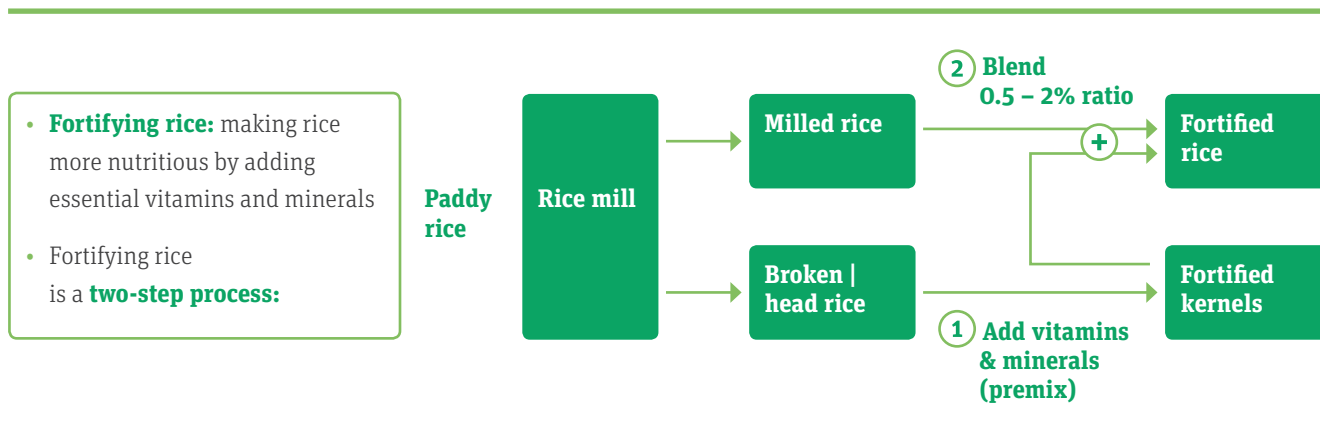 • Fortifying rice: making rice
more nutritious by adding
essential vitamins and minerals
• Fortifying rice
is a two-step process:
Paddy
rice
Rice mill
Milled rice
Broken |
head rice
2 Blend
0.5 – 2% ratio
+
1 Add vitamins
& minerals
(premix)
Fortified
rice
Fortified
kernels